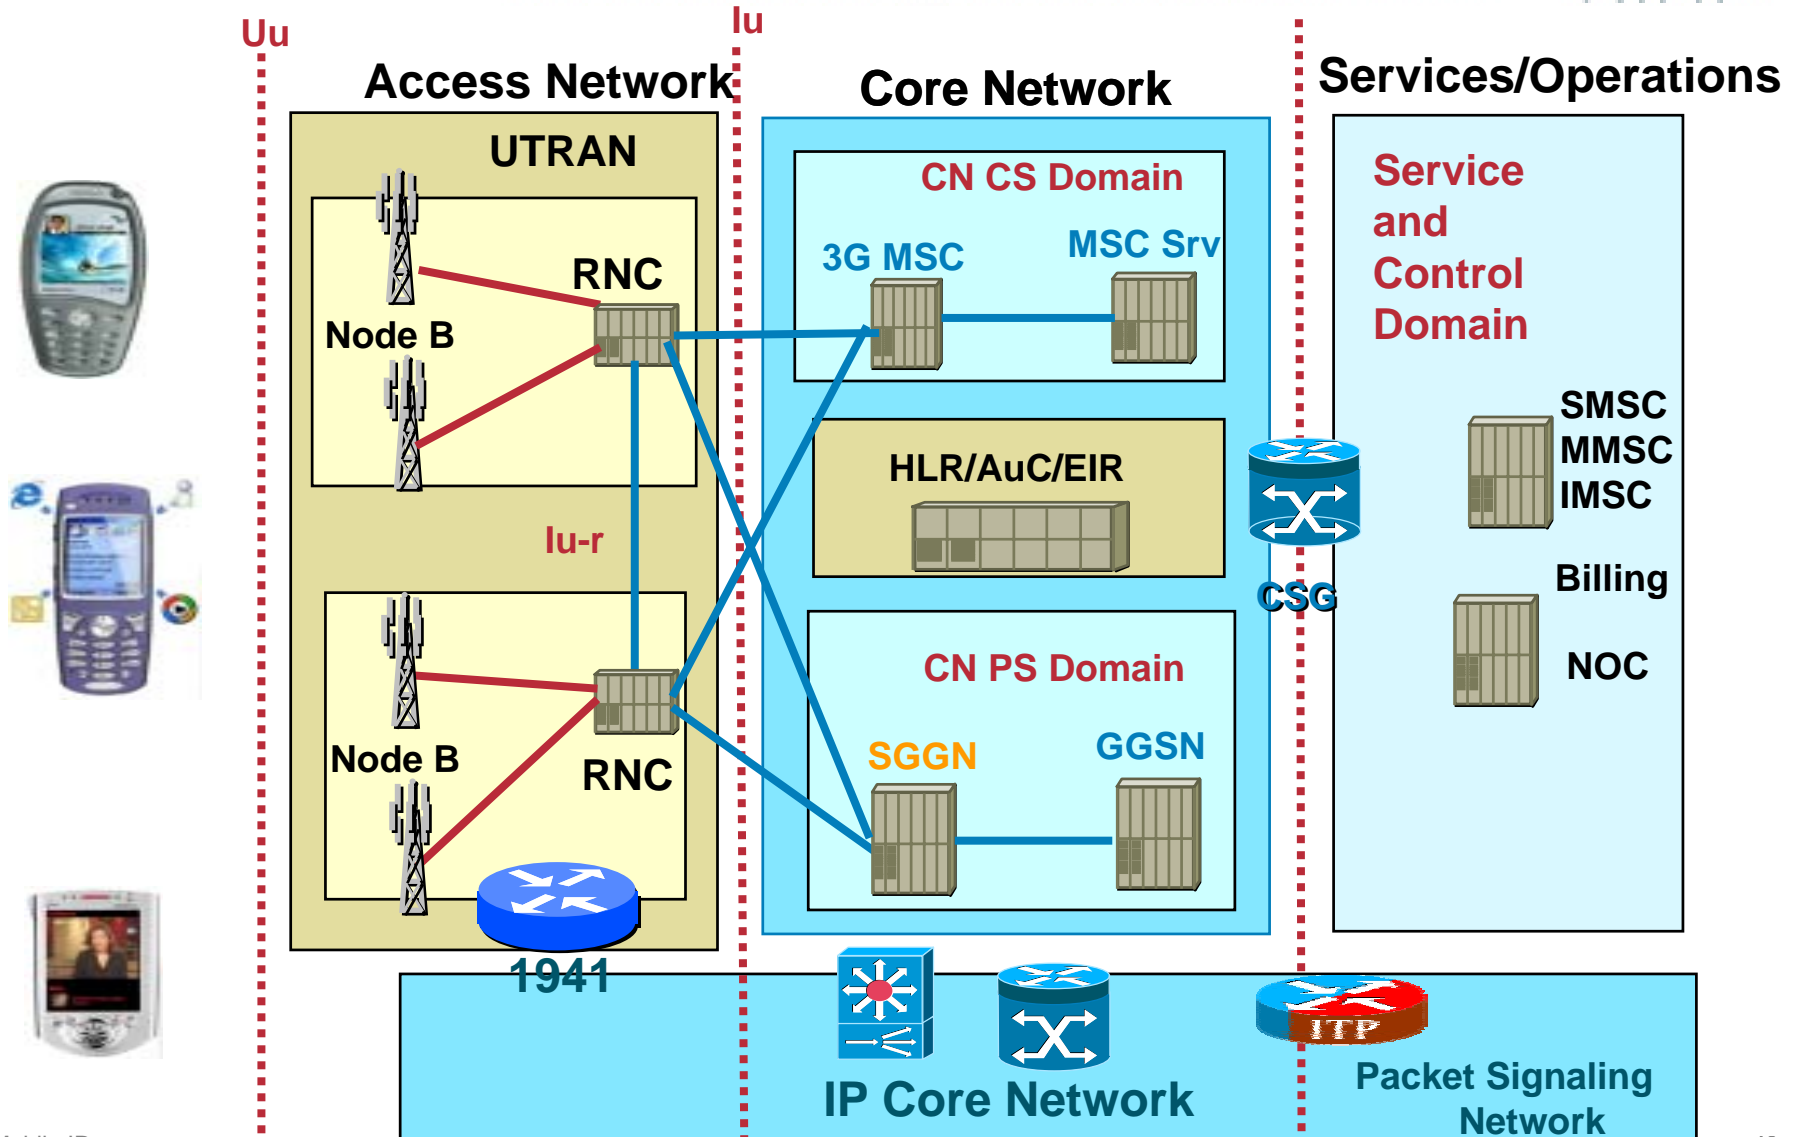 Uu
Iu
Access Network
Core Network
Services/Operations
UTRAN
CN CS Domain
Service
and
Control
Domain
RNC
3G MSC
MSC Srv
Node B
SMSC
MMSC
IMSC
HLR/AuC/EIR
Iu-r
CSG
Billing
NOC
CN PS Domain
Node B
RNC
SGGN
GGSN
1941
ITP
IP Core Network
Packet Signaling
Network